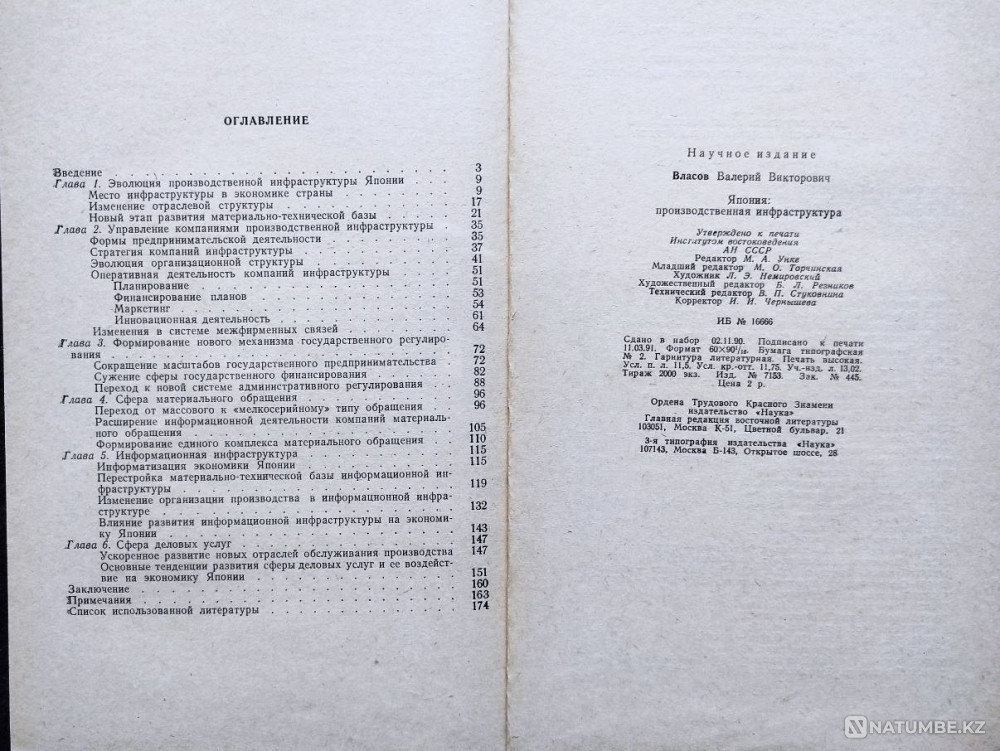 ОГЛАВЛЕНИЕ
Введение . . . 3
Глава 1. Эволюция производственной инфраструктуры Японии . . . 9
Место инфраструктуры в экономике страны . . . 9
Изменение отраслевой структуры . . . 17
Новый этап развития материально-технической базы . . . 21
Глава 2. Управление компаниями производственной инфраструктуры . 35
Формы предпринимательской деятельности . . . 35
Стратегия компаний инфраструктуры . . . 37
Эволюция организационной структуры . . . 41
Оперативная деятельность компаний инфраструктуры . . . 51
Планирование . . . 51
Финансирование планов . . . 53
Маркетинг . . . 54
Инновационная деятельность . . . 61
Изменения в системе межфирменных связей . . . 64
Глава 3. Формирование нового механизма государственного регулиро-
вания . . . 72
Сокращение масштабов государственного предпринимательства . 72
Сужение сферы государственного финансирования . . . 82
Переход к новой системе административного регулирования . . . 88
Глава 4. Сфера материального обращения . . . 96
Переход от массового к «мелкосерийному» типу обращения . . . 96
Расширение информационной деятельности компаний материаль-
ного обращения . . . 105
Формирование единого комплекса материального обращения . . . 110
Глава 5. Информационная инфраструктура . . . 115
Информатизация экономики Японии . . . 115
Перестройка материально-технической базы информационной ин-
фраструктуры . . . 119
Изменение организации производства в информационной инфра-
структуре . . . 132
Влияние развития информационной инфраструктуры на экономи-
ку Японии . . . 143
Глава 6. Сфера деловых услуг . . . 147
Ускоренное развитие новых отраслей обслуживания производства 147
Основные тенденции развития сферы деловых услуг и ее воздейст-
вие на экономику Японии . . . 151
Заключение . . . 160
Примечания . . . 163
Список использованной литературы . . . 174
Научное издание
Власов Валерий Викторович
Япония:
производственная инфраструктура
Утверждено к печати
Институтом востоковедения
АН СССР
Редактор М. А. Унке
Младший редактор М. О. Торчинская
Художник Л. Э. Немировский
Художественный редактор Б. Л. Резников
Технический редактор В. П. Стуковнина
Корректор И. И. Чернышева
ИБ № 16666
Сдано в набор 02.11.90. Подписано к печати
11.03.91. Формат 60×90¹/₁₆. Бумага типографская
№ 2. Гарнитура литературная. Печать высокая.
Усл. п. л. 11,5. Усл. кр.-отт. 11,75. Уч.-изд. л. 13,02.
Тираж 2000 экз. Изд. № 7153. Зак. № 445.
Цена 2 р.
Ордена Трудового Красного Знамени
издательство «Наука»
Главная редакция восточной литературы
103051, Москва К-51, Цветной бульвар, 21
3-я типография издательства «Наука»
107143, Москва Б-143, Открытое шоссе, 28
NATUMBE.KZ